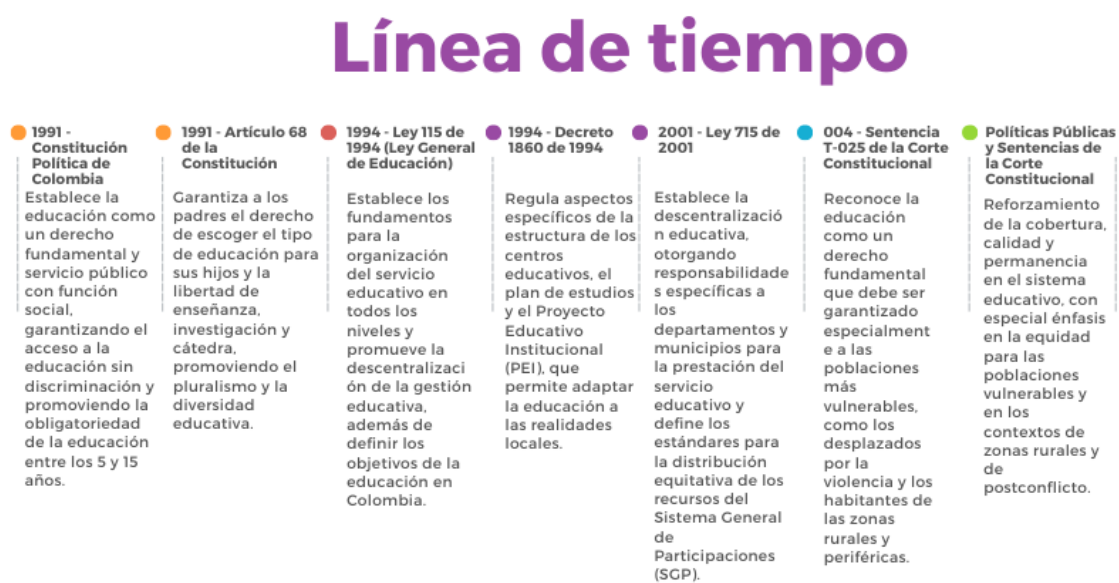 Línea de tiempo
1991 -
Constitución
Política de
Colombia
Establece la
educación como
un derecho
fundamental y
servicio público
con función
social,
garantizando el
acceso a la
educación sin
discriminación y
promoviendo la
obligatoriedad
de la educación
entre los 5 y 15
años.
1991 - Artículo 68
de la
Constitución
Garantiza a los
padres el derecho
de escoger el tipo
de educación para
sus hijos y la
libertad de
enseñanza,
investigación y
cátedra,
promoviendo el
pluralismo y la
diversidad
educativa.
1994 - Ley 115 de
1994 (Ley General
de Educación)
Establece los
fundamentos
para la
organización
del servicio
educativo en
todos los
niveles y
promueve la
descentralizaci
ón de la gestión
educativa,
además de
definir los
objetivos de la
educación en
Colombia.
1994 - Decreto
1860 de 1994
Regula aspectos
específicos de la
estructura de los
centros
educativos, el
plan de estudios
y el Proyecto
Educativo
Institucional
(PEI), que
permite adaptar
la educación a
las realidades
locales.
2001 - Ley 715 de
2001
Establece la
descentralizació
n educativa,
otorgando
responsabilidade
s específicas a
los
departamentos y
municipios para
la prestación del
servicio
educativo y
define los
estándares para
la distribución
equitativa de los
recursos del
Sistema General
de
Participaciones
(SGP).
004 - Sentencia
T-025 de la Corte
Constitucional
Reconoce la
educación
como un
derecho
fundamental
que debe ser
garantizado
especialment
e a las
poblaciones
más
vulnerables,
como los
desplazados
por la
violencia y los
habitantes de
las zonas
rurales y
periféricas.
Políticas Públicas
y Sentencias de
la Corte
Constitucional
Reforzamiento
de la cobertura,
calidad y
permanencia
en el sistema
educativo, con
especial énfasis
en la equidad
para las
poblaciones
vulnerables y
en los
contextos de
zonas rurales y
de
postconflicto.